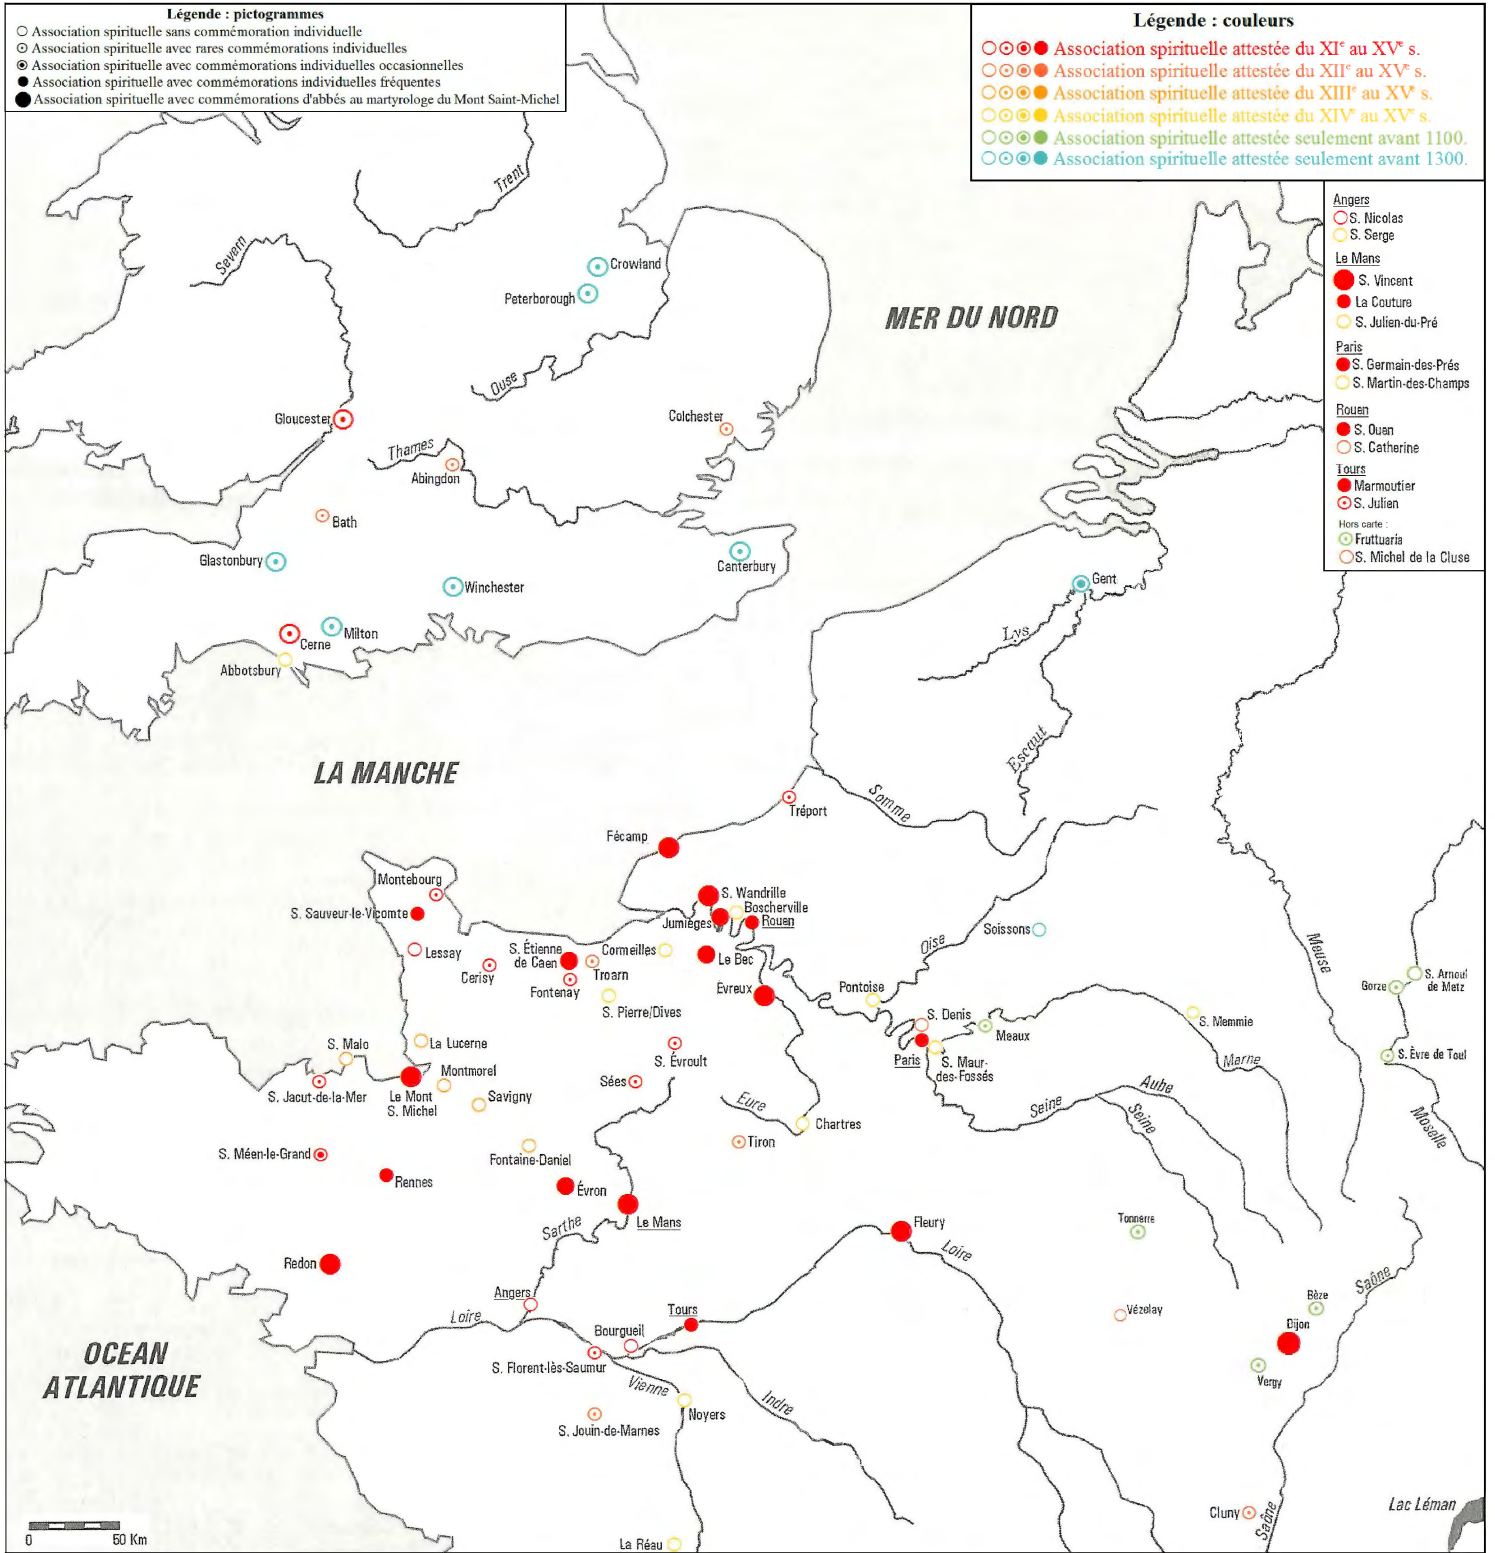 Légende : pictogrammes
Association spirituelle sans commémoration individuelle
Association spirituelle avec rares commémorations individuelles
Association spirituelle avec commémorations individuelles occasionnelles
Association spirituelle avec commémorations individuelles fréquentes
Association spirituelle avec commémorations d'abbés au martyrologe du Mont Saint-Michel
Légende : couleurs
Association spirituelle attestée du XIe au XVe s.
Association spirituelle attestée du XIIe au XVe s.
Association spirituelle attestée du XIIIe au XVe s.
Association spirituelle attestée du XIVe au XVe s.
Association spirituelle attestée seulement avant 1100.
Association spirituelle attestée seulement avant 1300.
Angers
S. Nicolas
S. Serge
Le Mans
S. Vincent
La Couture
S. Julien-du-Pré
Paris
S. Germain-des-Prés
S. Martin-des-Champs
Rouen
S. Ouen
S. Catherine
Tours
Marmoutier
S. Julien
Hors carte :
Fruttuaria
S. Michel de la Cluse
Trent
Severn
Crowland
Peterborough
MER DU NORD
Ouse
Gloucester
Colchester
Thames
Abingdon
Bath
Glastonbury
Canterbury
Winchester
Gent
Lys
Milton
Cerne
Abbotsbury
Escaut
LA MANCHE
Somme
Tréport
Fécamp
Montebourg
S. Wandrille
S. Sauveur-le-Vicomte
Boscherville
Jumièges
Rouen
Lessay
S. Étienne
de Caen
Cormeilles
Le Bec
Oise
Soissons
Meuse
Cerisy
Troarn
Fontenay
S. Arnoul
de Metz
Gorze
Evreux
Pontoise
S. Pierre/Dives
S. Denis
Meaux
S. Memmie
La Lucerne
S. Malo
S. Évroult
Paris
S. Maur-
des-Fossés
Marne
S. Èvre de Toul
Montmorel
S. Jacut-de-la-Mer
Le Mont
S. Michel
Savigny
Sées
Eure
Chartres
Seine
Aube
Seine
Moselle
S. Méen-le-Grand
Rennes
Fontaine-Daniel
Tiron
Évron
Le Mans
Sarthe
Fleury
Loire
Tonnerre
Redon
Saône
Angers
Loire
Tours
Bourgueil
Vézelay
Bèze
Dijon
OCEAN
ATLANTIQUE
S. Florent-lès-Saumur
Vienne
Indre
Vergy
Noyers
S. Jouin-de-Marnes
Cluny
Saône
Lac Léman
La Réau
0 50 Km